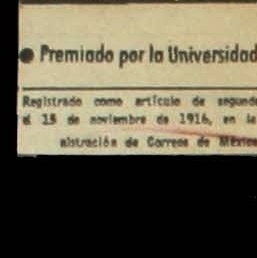 ● Premiado por la Universidad
Registrado como artículo de segunda
el 15 de noviembre de 1916, en la
nistración de Correos de México